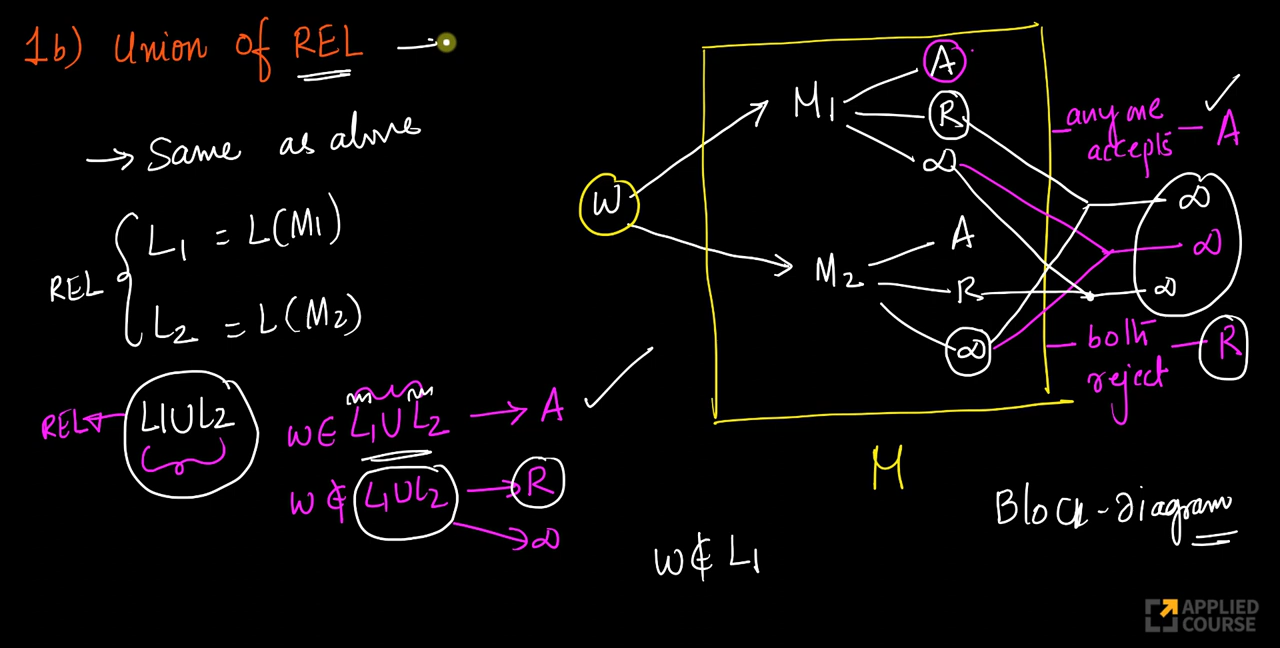 1b) Union of REL →
→ Same as above
REL { L1 = L(M1)
L2 = L(M2)
REL ← L1UL2
W ∈ L1UL2 → A ✓
W ∉ L1UL2 → R
→ ∞
W
M1
A
R
∞
M2
A
R
∞
M
any one
accepts – A ✓
∞
∞
∞
both
reject – R
Block-diagram
W ∉ L1
APPLIED
COURSE